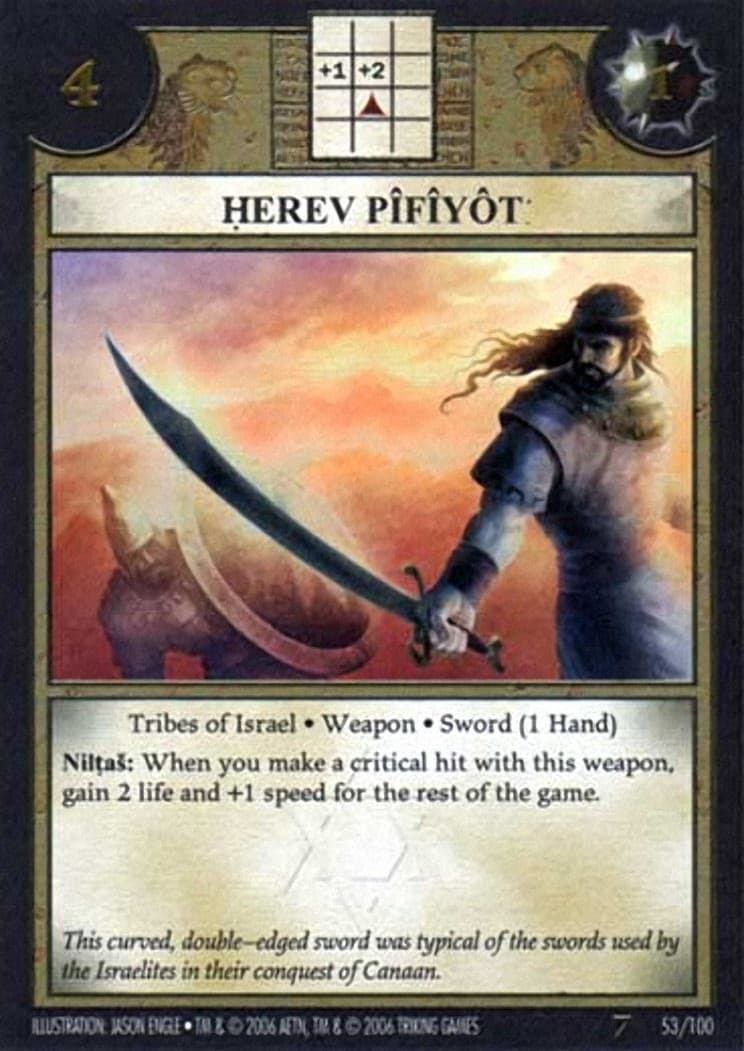 4
1
+1 +2
ḤEREV PÎFÎYÔT
Tribes of Israel • Weapon • Sword (1 Hand)
Nilṭaš: When you make a critical hit with this weapon,
gain 2 life and +1 speed for the rest of the game.
This curved, double-edged sword was typical of the swords used by
the Israelites in their conquest of Canaan.
ILLUSTRATION: JASON ENGLE • TM & © 2006 AETN, TM & © 2006 TRIKING GAMES 7 53/100